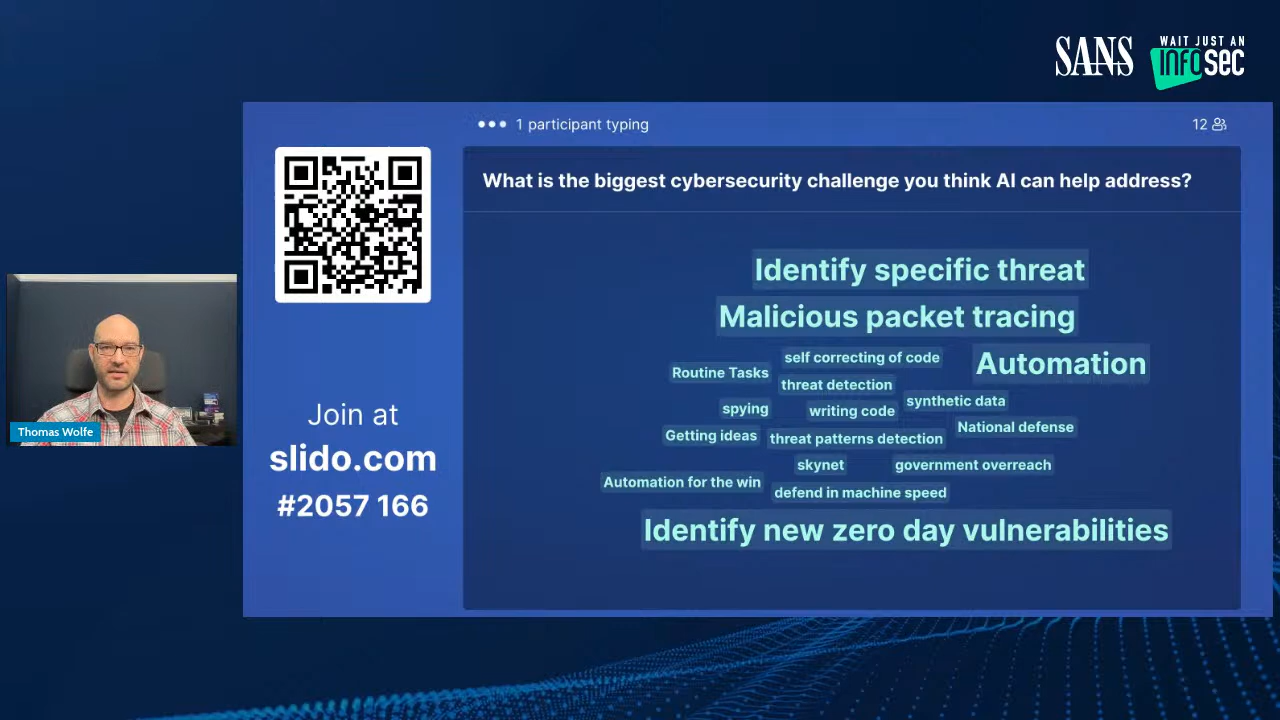 SANS
WAIT JUST AN
INFOSEC
1 participant typing
12
What is the biggest cybersecurity challenge you think AI can help address?
Identify specific threat
Malicious packet tracing
self correcting of code
Automation
Routine Tasks
threat detection
synthetic data
spying
writing code
National defense
Getting ideas
threat patterns detection
skynet
government overreach
Automation for the win
defend in machine speed
Identify new zero day vulnerabilities
Join at
slido.com
#2057 166
Thomas Wolfe